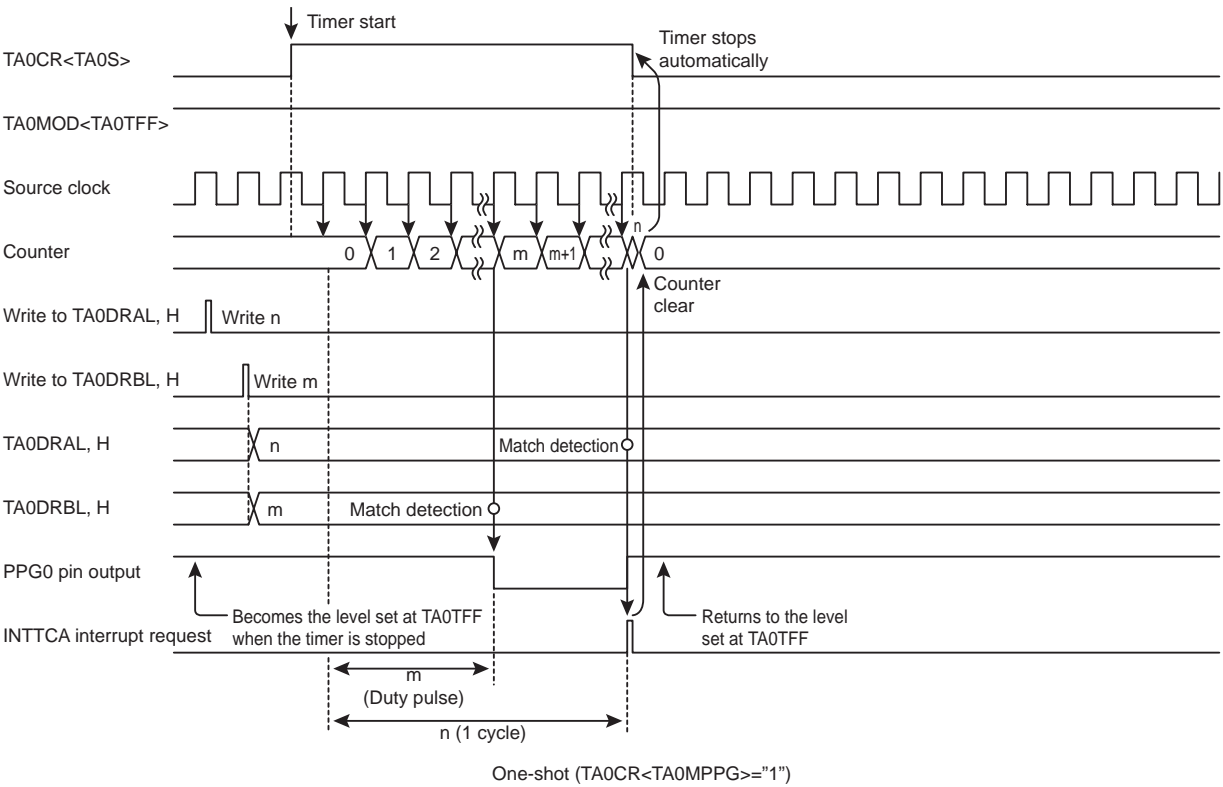 Timer start
TA0CR<TA0S>
Timer stops
automatically
TA0MOD<TA0TFF>
Source clock
Counter
0
1
2
m
m+1
n
0
Counter
clear
Write to TA0DRAL, H
Write n
Write to TA0DRBL, H
Write m
TA0DRAL, H
n
Match detection
TA0DRBL, H
m
Match detection
PPG0 pin output
Becomes the level set at TA0TFF
when the timer is stopped
Returns to the level
set at TA0TFF
INTTCA interrupt request
m
(Duty pulse)
n (1 cycle)
One-shot (TA0CR<TA0MPPG>=”1”)